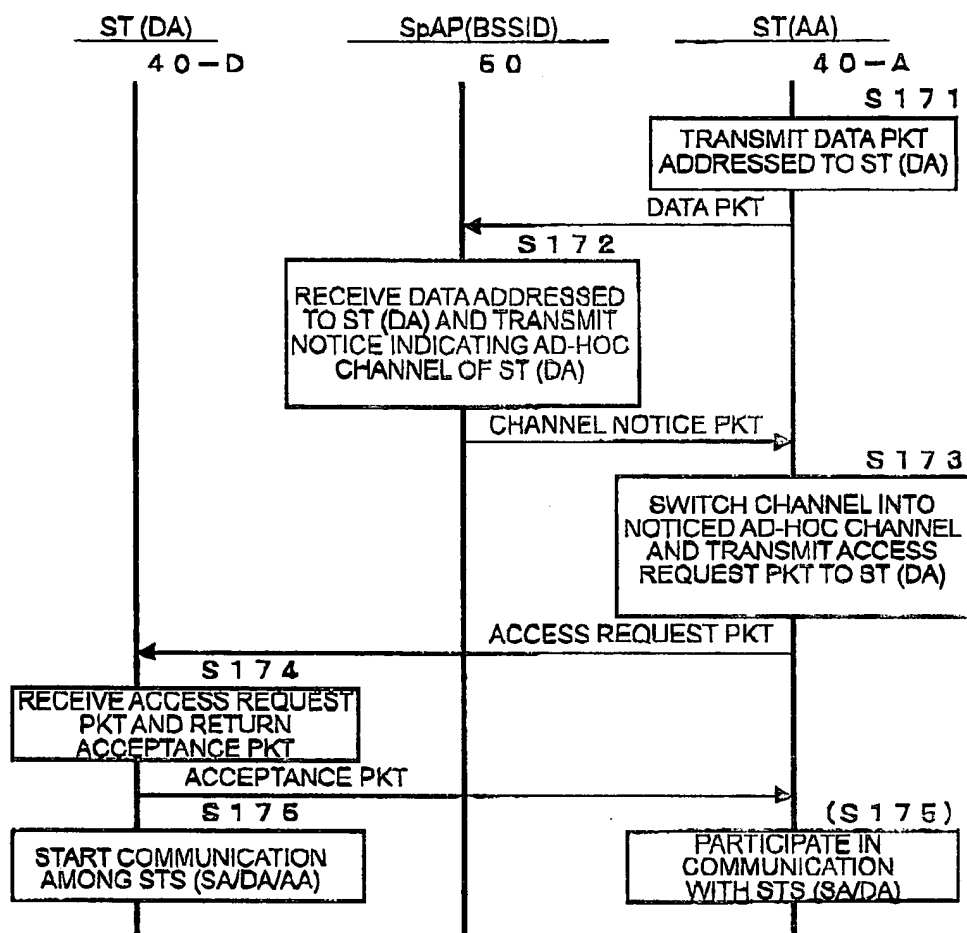 ST (DA) SpAP(BSSID) ST(AA)
40-D 60 40-A
S171
TRANSMIT DATA PKT
ADDRESSED TO ST (DA)
DATA PKT
S172
RECEIVE DATA ADDRESSED
TO ST (DA) AND TRANSMIT
NOTICE INDICATING AD-HOC
CHANNEL OF ST (DA)
CHANNEL NOTICE PKT
S173
SWITCH CHANNEL INTO
NOTICED AD-HOC CHANNEL
AND TRANSMIT ACCESS
REQUEST PKT TO ST (DA)
ACCESS REQUEST PKT
S174
RECEIVE ACCESS REQUEST
PKT AND RETURN
ACCEPTANCE PKT
ACCEPTANCE PKT
S175
START COMMUNICATION
AMONG STS (SA/DA/AA)
(S175)
PARTICIPATE IN
COMMUNICATION
WITH STS (SA/DA)